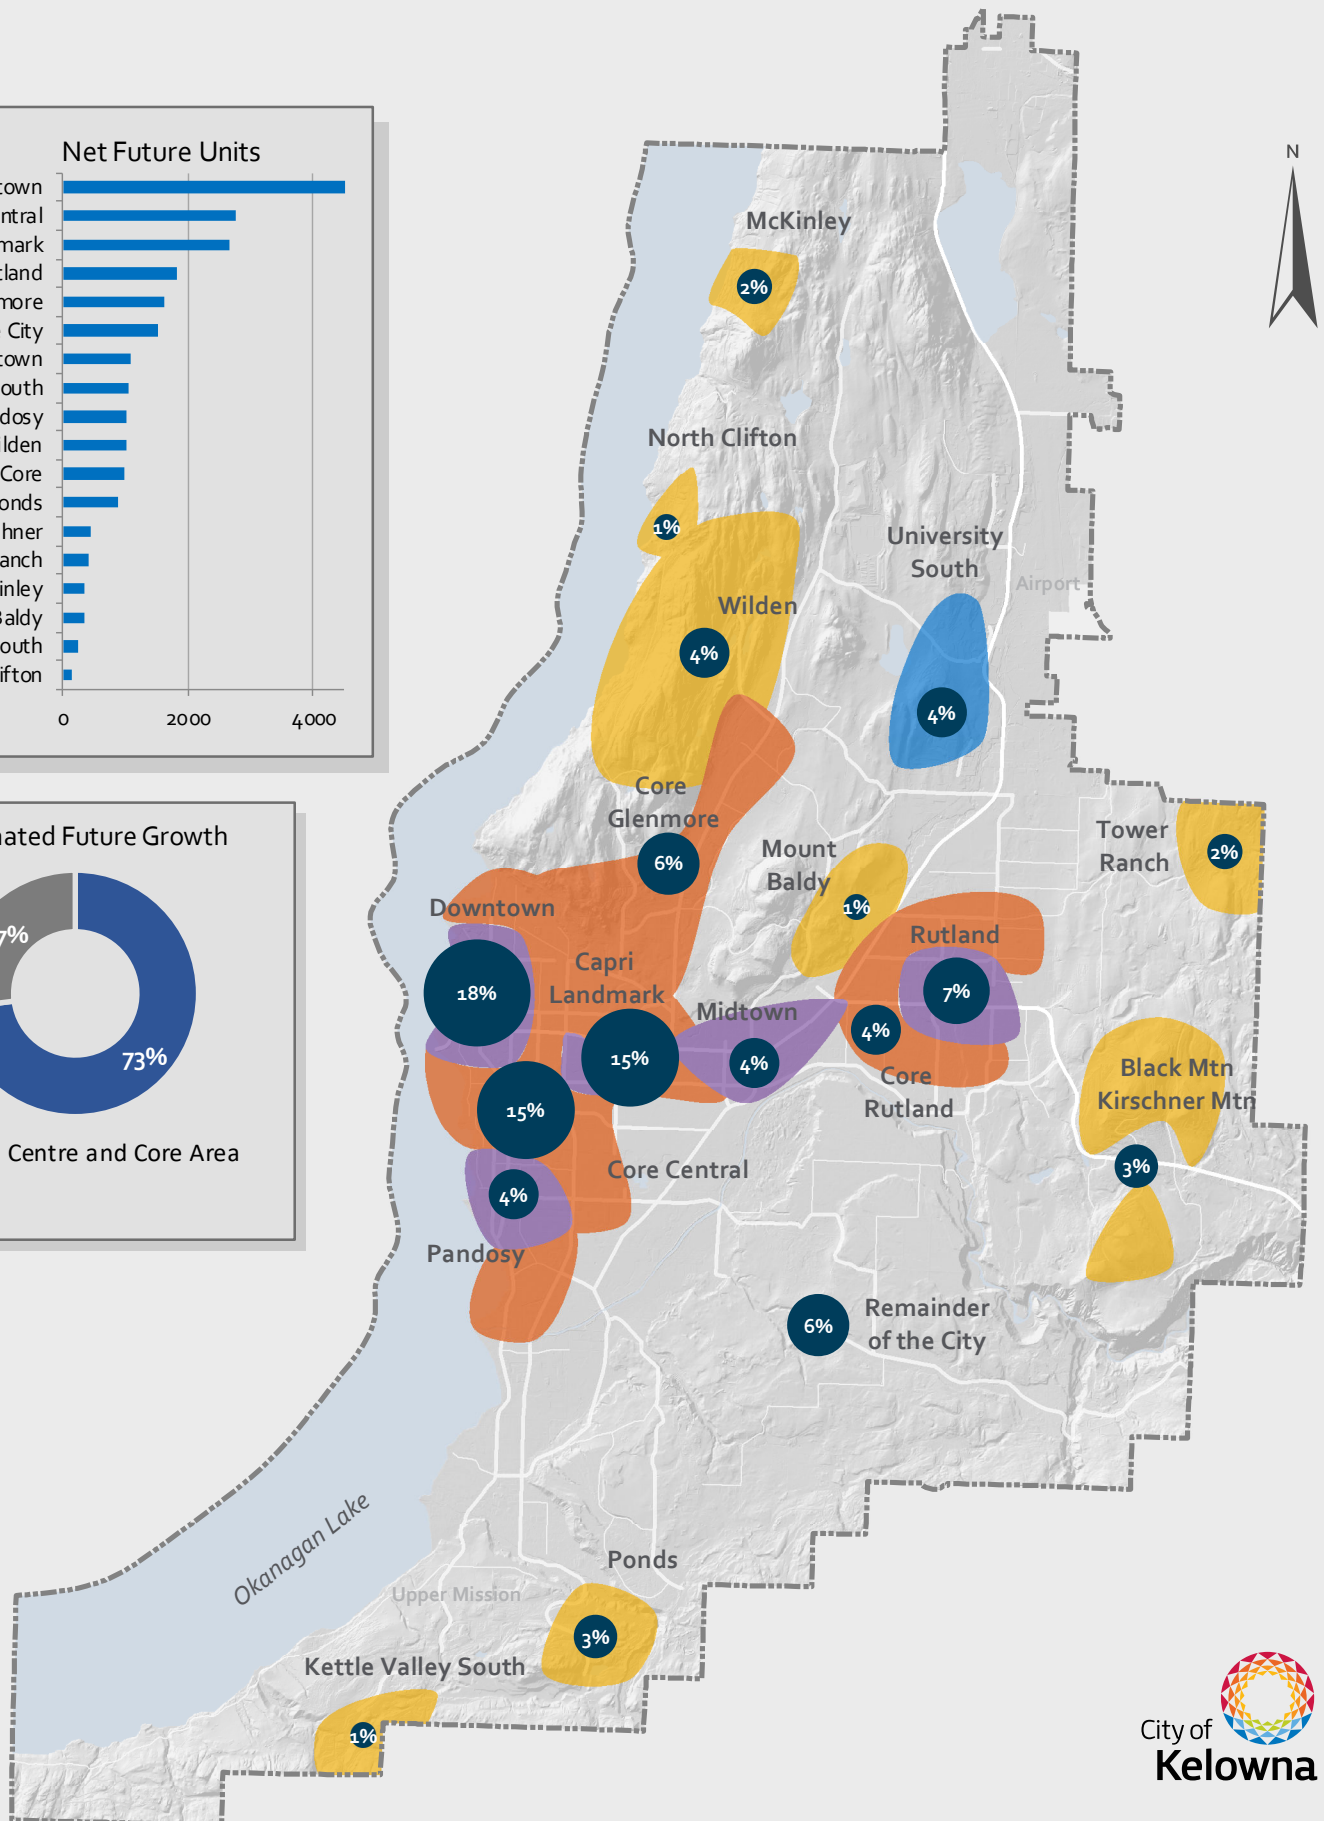 Net Future Units
town
ntral
mark
tland
more
City
town
outh
dosy
ilden
Core
onds
hner
anch
inley
Baldy
outh
ifton
0 2000 4000
ated Future Growth
7%
73%
Centre and Core Area
N
McKinley
2%
North Clifton
1%
University
South
Airport
Wilden
4%
4%
Core
Glenmore
6%
Mount
Baldy
1%
Tower
Ranch
2%
Downtown
18%
Capri
Landmark
15%
Midtown
4%
Rutland
7%
4%
Core
Rutland
Black Mtn
Kirschner Mtn
3%
15%
Core Central
4%
Pandosy
6%
Remainder
of the City
Okanagan Lake
Ponds
Upper Mission
3%
Kettle Valley South
1%
City of
Kelowna